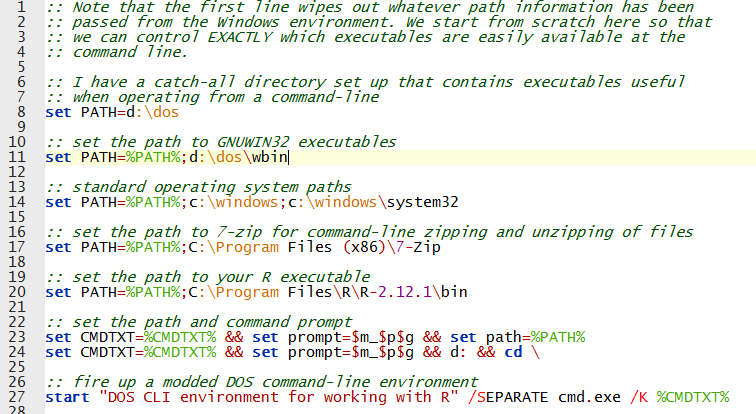 1 :: Note that the first line wipes out whatever path information has been
2 :: passed from the Windows environment. We start from scratch here so that
3 :: we can control EXACTLY which executables are easily available at the
4 :: command line.
5
6 :: I have a catch-all directory set up that contains executables useful
7 :: when operating from a command-line
8 set PATH=d:\dos
9
10 :: set the path to GNUWIN32 executables
11 set PATH=%PATH%;d:\dos\wbin
12
13 :: standard operating system paths
14 set PATH=%PATH%;c:\windows;c:\windows\system32
15
16 :: set the path to 7-zip for command-line zipping and unzipping of files
17 set PATH=%PATH%;C:\Program Files (x86)\7-Zip
18
19 :: set the path to your R executable
20 set PATH=%PATH%;C:\Program Files\R\R-2.12.1\bin
21
22 :: set the path and command prompt
23 set CMDTXT=%CMDTXT% && set prompt=$m_$p$g && set path=%PATH%
24 set CMDTXT=%CMDTXT% && set prompt=$m_$p$g && d: && cd \
25
26 :: fire up a modded DOS command-line environment
27 start "DOS CLI environment for working with R" /SEPARATE cmd.exe /K %CMDTXT%
28